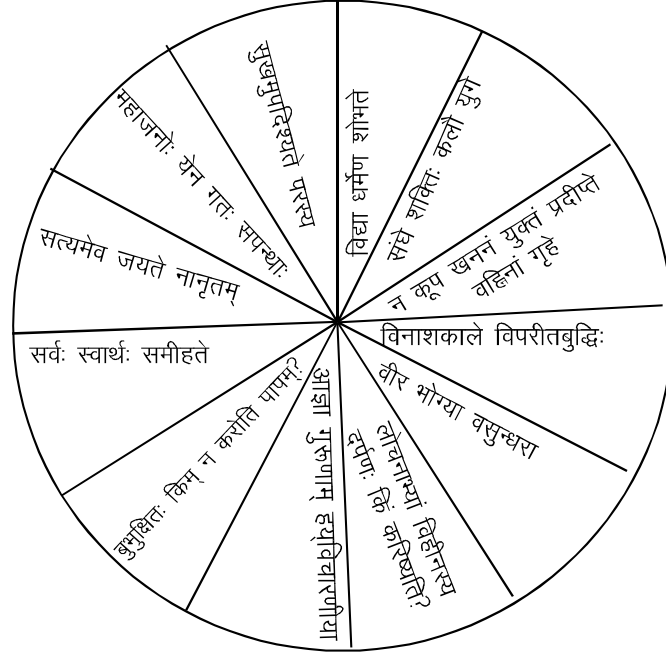 विद्या धर्मेण शोभते
संघे शक्तिः कलौ युगे
न कूप खननं युक्तं प्रदीप्ते
वह्निनां गृहे
विनाशकाले विपरीतबुद्धिः
वीर भोग्या वसुन्धरा
लोचनाभ्यां विहीनस्य
दर्पणः किं करिष्यति?
आज्ञा गुरुणाम् ह्यविचारणीया
बुभुक्षितः किम् न करोति पापम्?
सर्वः स्वार्थः समीहते
सत्यमेव जयते नानृतम्
महाजनोः येन गतः सपन्थाः
सुखमुपदिश्यते परस्य